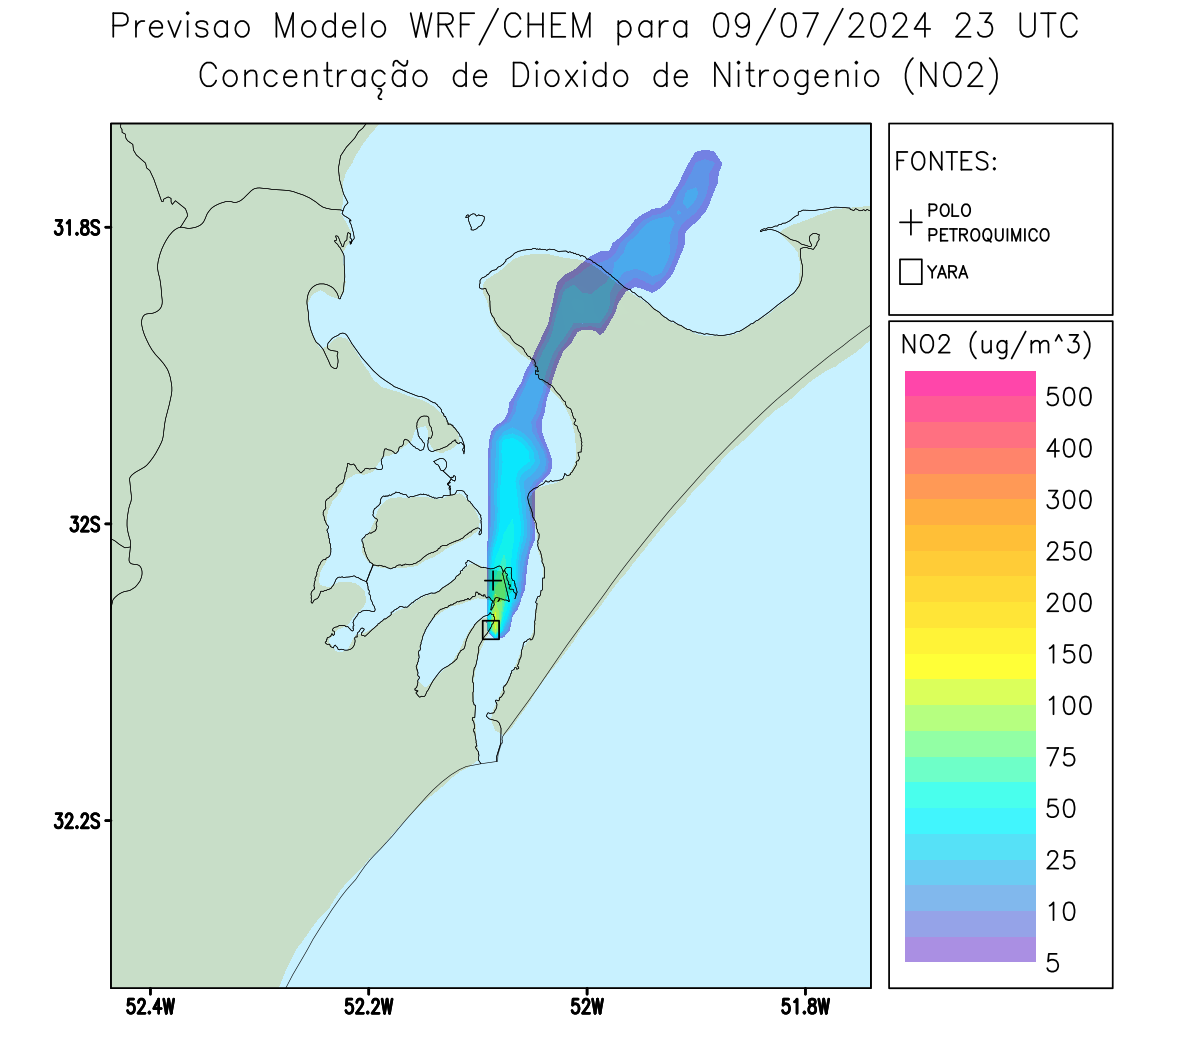 Previsao Modelo WRF/CHEM para 09/07/2024 23 UTC
Concentração de Dioxido de Nitrogenio (NO2)
FONTES:
POLO
PETROQUIMICO
YARA
31.8S
32S
32.2S
52.4W
52.2W
52W
51.8W
NO2 (ug/m^3)
500
400
300
250
200
150
100
75
50
25
10
5